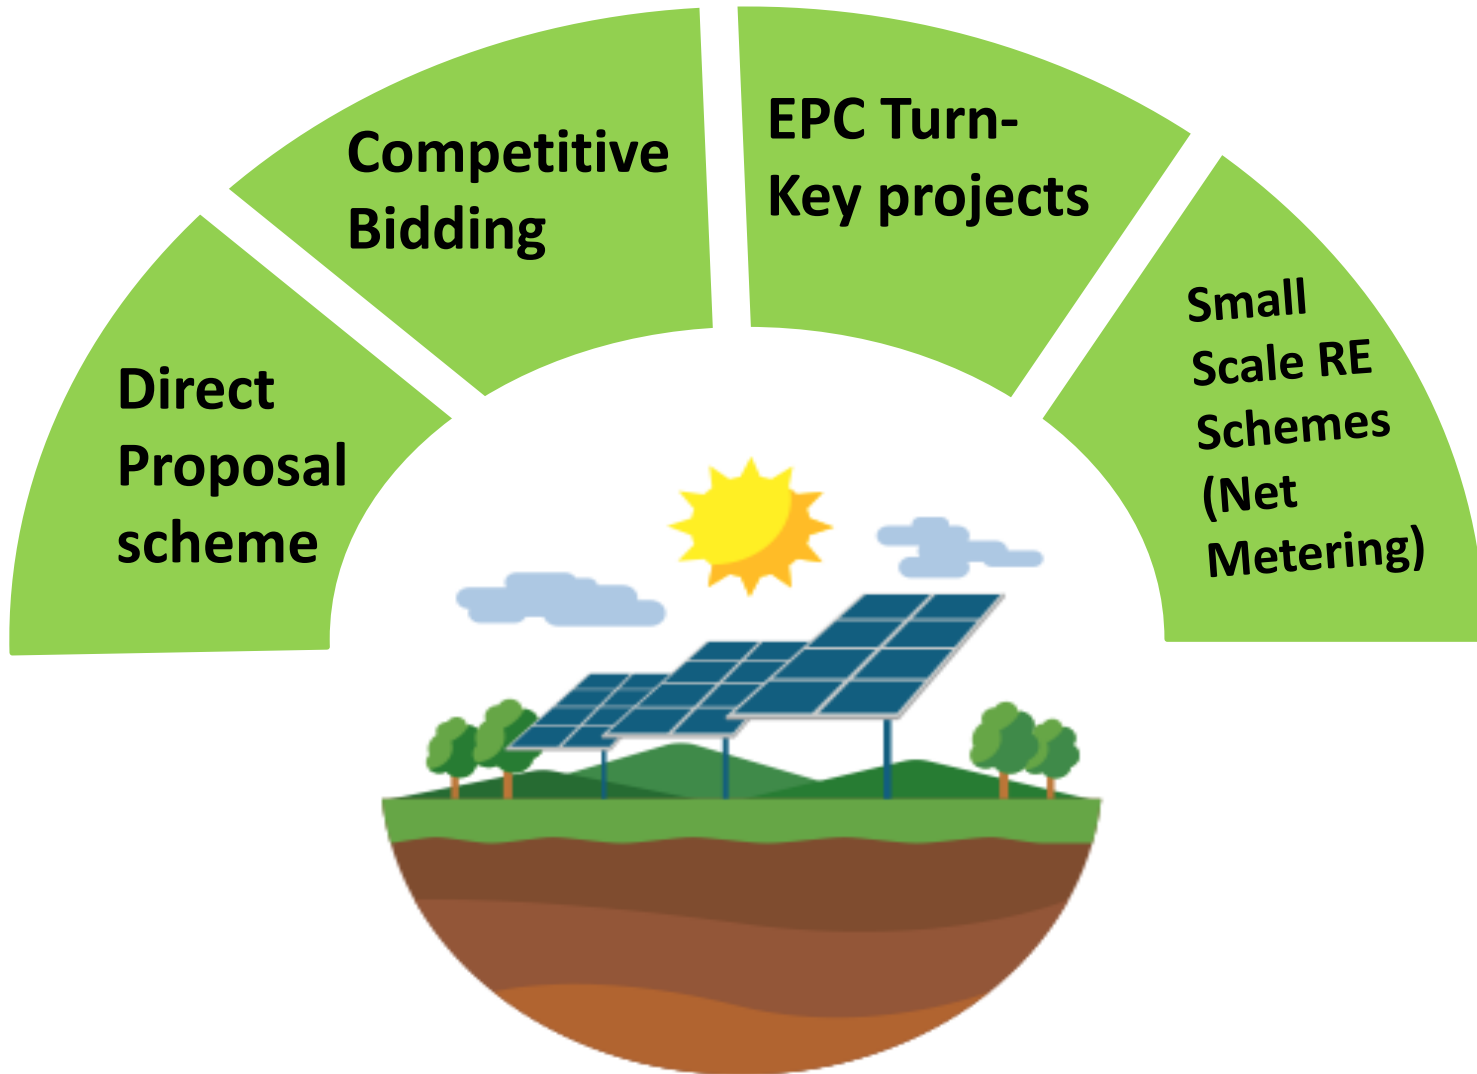 Direct
Proposal
scheme
Competitive
Bidding
EPC Turn-
Key projects
Small
Scale RE
Schemes
(Net
Metering)